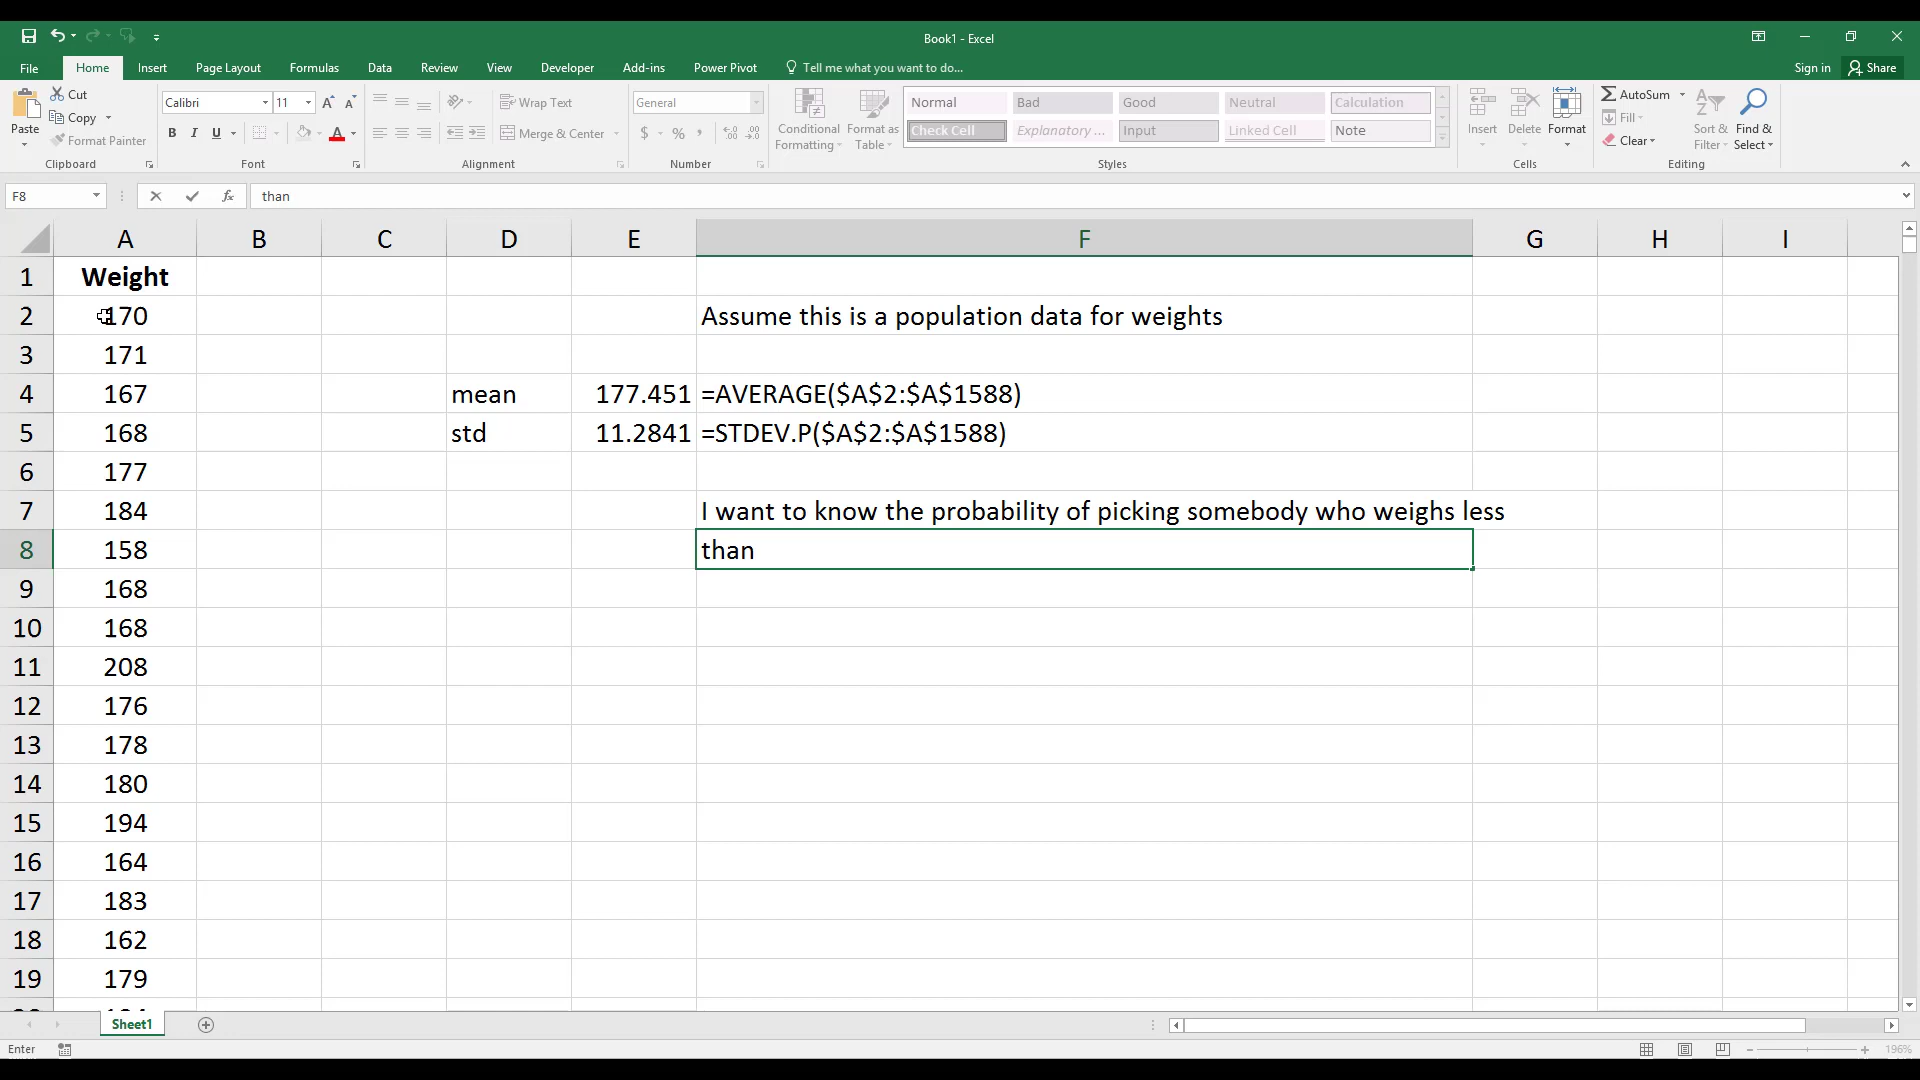 Book1 - Excel
File Home Insert Page Layout Formulas Data Review View Developer Add-ins Power Pivot Tell me what you want to do... Sign in Share
Paste
Cut
Copy
Format Painter
Clipboard
Calibri 11
B I U
Font
Wrap Text
Merge & Center
Alignment
General
$ %
Number
Conditional Formatting
Format as Table
Normal Bad Good Neutral Calculation
Check Cell Explanatory ... Input Linked Cell Note
Styles
Insert Delete Format
Cells
AutoSum
Fill
Clear
Sort & Filter
Find & Select
Editing
F8 fx than
A B C D E F G H I
1 Weight
2 170 Assume this is a population data for weights
3 171
4 167 mean 177.451 =AVERAGE($A$2:$A$1588)
5 168 std 11.2841 =STDEV.P($A$2:$A$1588)
6 177
7 184 I want to know the probability of picking somebody who weighs less
8 158 than
9 168
10 168
11 208
12 176
13 178
14 180
15 194
16 164
17 183
18 162
19 179
Sheet1
Enter 196%